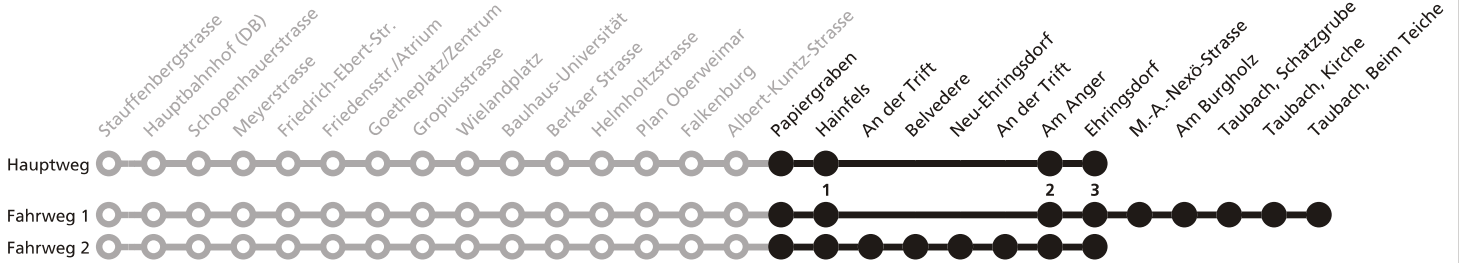 Stauffenbergstrasse
Hauptbahnhof (DB)
Schopenhauerstrasse
Meyerstrasse
Friedrich-Ebert-Str.
Friedensstr./Atrium
Goetheplatz/Zentrum
Gropiusstrasse
Wielandplatz
Bauhaus-Universität
Berkaer Strasse
Helmholtzstrasse
Plan Oberweimar
Falkenburg
Albert-Kuntz-Strasse
Papiergraben
Hainfels
An der Trift
Belvedere
Neu-Ehringsdorf
An der Trift
Am Anger
Ehringsdorf
M.-A.-Nexö-Strasse
Am Burgholz
Taubach, Schatzgrube
Taubach, Kirche
Taubach, Beim Teiche
Hauptweg
1 2 3
Fahrweg 1
Fahrweg 2